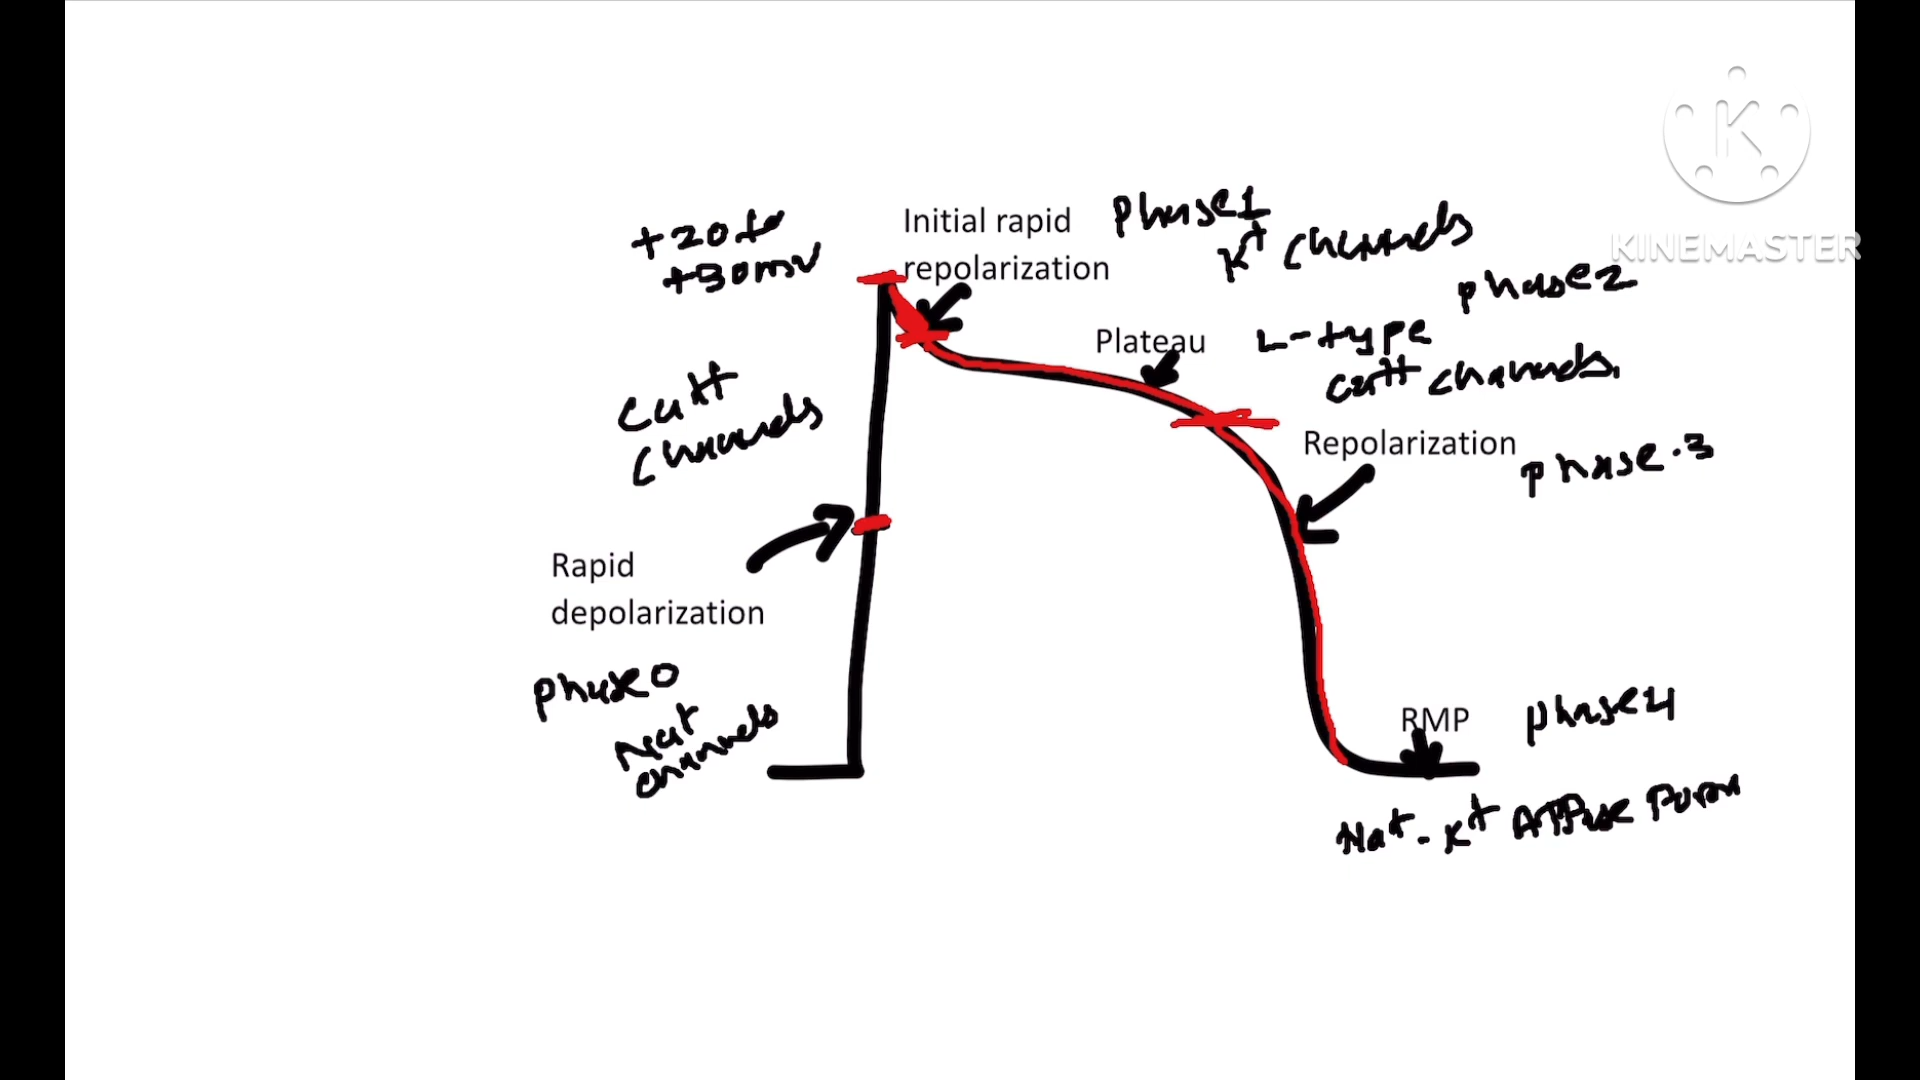 +20 to
+30mv
Initial rapid
repolarization
phase1
K+ channels
KINEMASTER
phase2
Plateau
L-type
Ca++ channels.
Ca++
channels
Repolarization
phase.3
Rapid
depolarization
phase0
Na+
channels
RMP
phase4
Na+-K+ ATPase